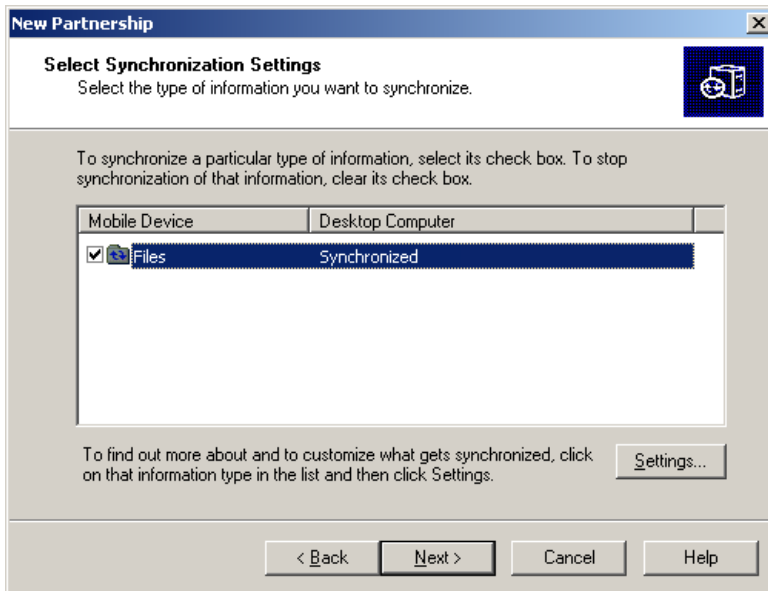 New Partnership
Select Synchronization Settings
Select the type of information you want to synchronize.
To synchronize a particular type of information, select its check box. To stop
synchronization of that information, clear its check box.
Mobile Device Desktop Computer
Files Synchronized
To find out more about and to customize what gets synchronized, click
on that information type in the list and then click Settings.
Settings...
< Back Next > Cancel Help